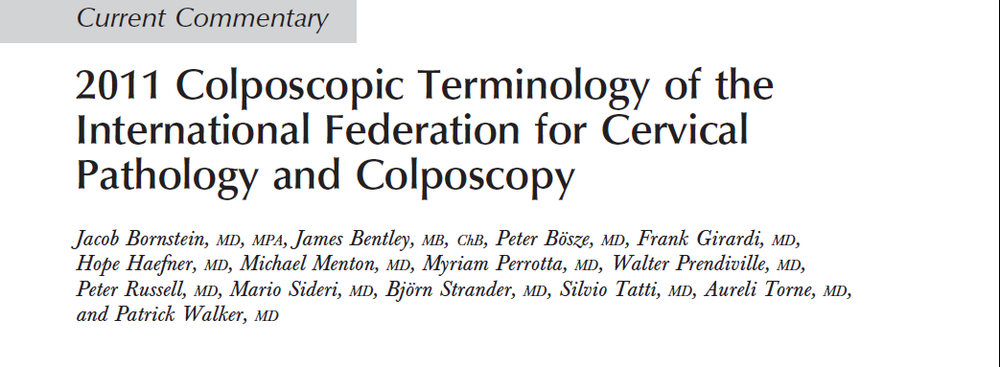 Current Commentary
2011 Colposcopic Terminology of the
International Federation for Cervical
Pathology and Colposcopy
Jacob Bornstein, MD, MPA, James Bentley, MB, ChB, Peter Bösze, MD, Frank Girardi, MD,
Hope Haefner, MD, Michael Menton, MD, Myriam Perrotta, MD, Walter Prendiville, MD,
Peter Russell, MD, Mario Sideri, MD, Björn Strander, MD, Silvio Tatti, MD, Aureli Torne, MD,
and Patrick Walker, MD